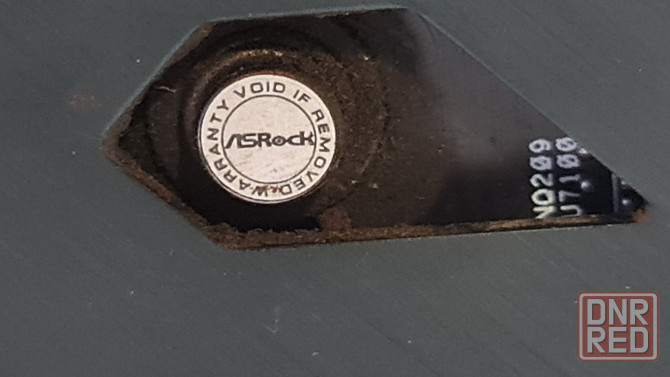 WARRANTY VOID IF REMOVED
ASRock
NQ209
U7100
DNR
RED